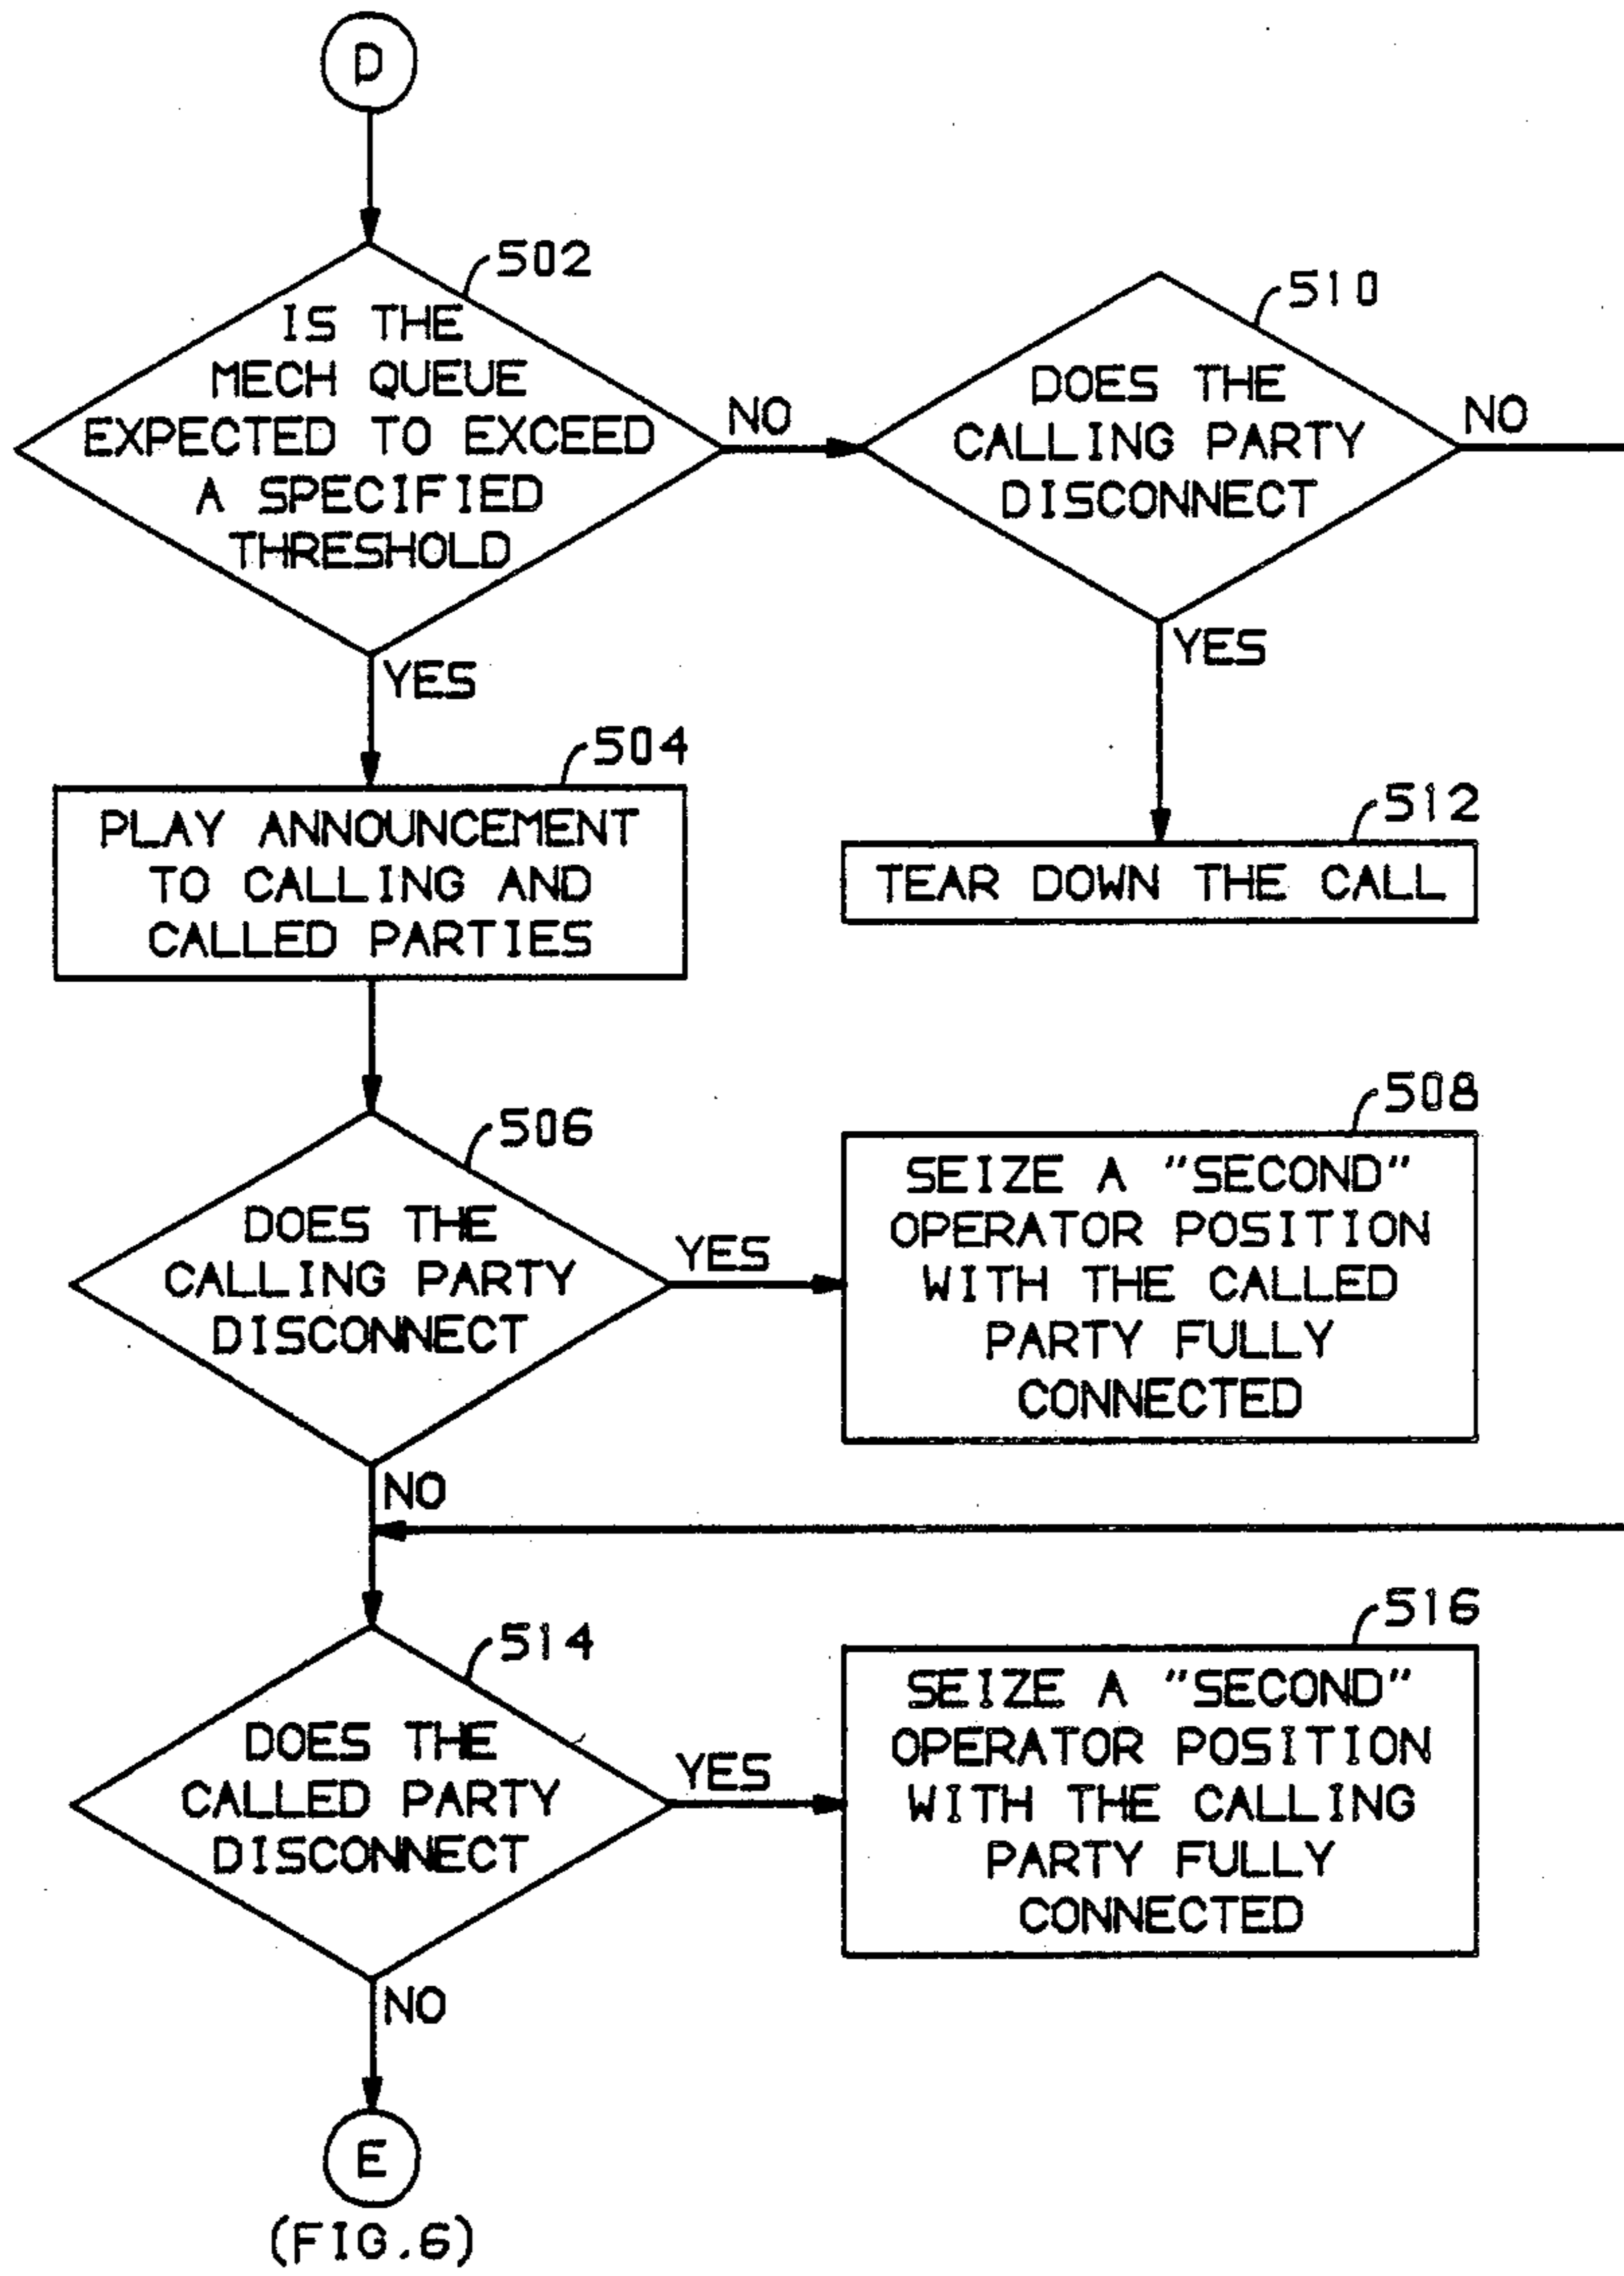 D
502
IS THE
MECH QUEUE
EXPECTED TO EXCEED
A SPECIFIED
THRESHOLD
NO
YES
510
DOES THE
CALLING PARTY
DISCONNECT
NO
YES
504
PLAY ANNOUNCEMENT
TO CALLING AND
CALLED PARTIES
512
TEAR DOWN THE CALL
506
DOES THE
CALLING PARTY
DISCONNECT
YES
NO
508
SEIZE A "SECOND"
OPERATOR POSITION
WITH THE CALLED
PARTY FULLY
CONNECTED
514
DOES THE
CALLED PARTY
DISCONNECT
YES
NO
516
SEIZE A "SECOND"
OPERATOR POSITION
WITH THE CALLING
PARTY FULLY
CONNECTED
E
(FIG.6)